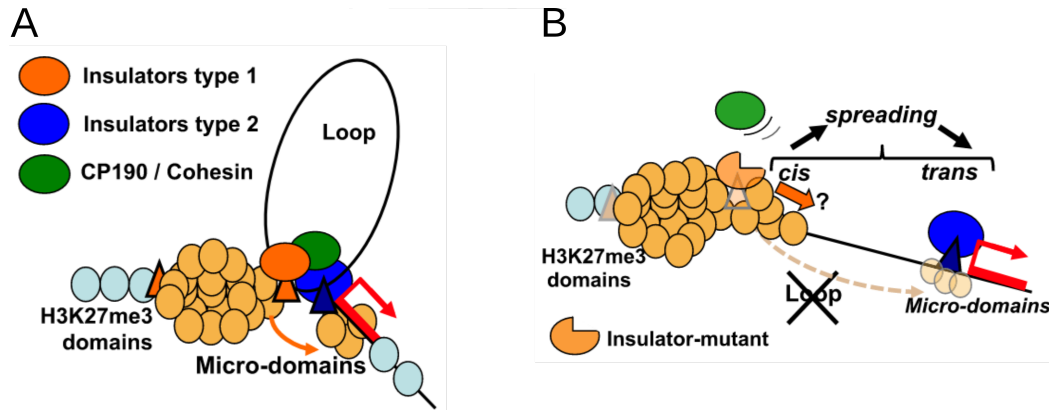 A
Insulators type 1
Insulators type 2
CP190 / Cohesin
Loop
H3K27me3
domains
Micro-domains
B
spreading
cis
trans
?
H3K27me3
domains
Loop
Micro-domains
Insulator-mutant